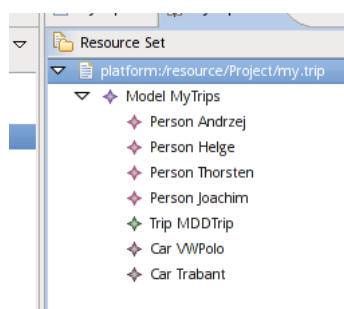 Resource Set
platform:/resource/Project/my.trip
Model MyTrips
Person Andrzej
Person Helge
Person Thorsten
Person Joachim
Trip MDDTrip
Car VWPolo
Car Trabant